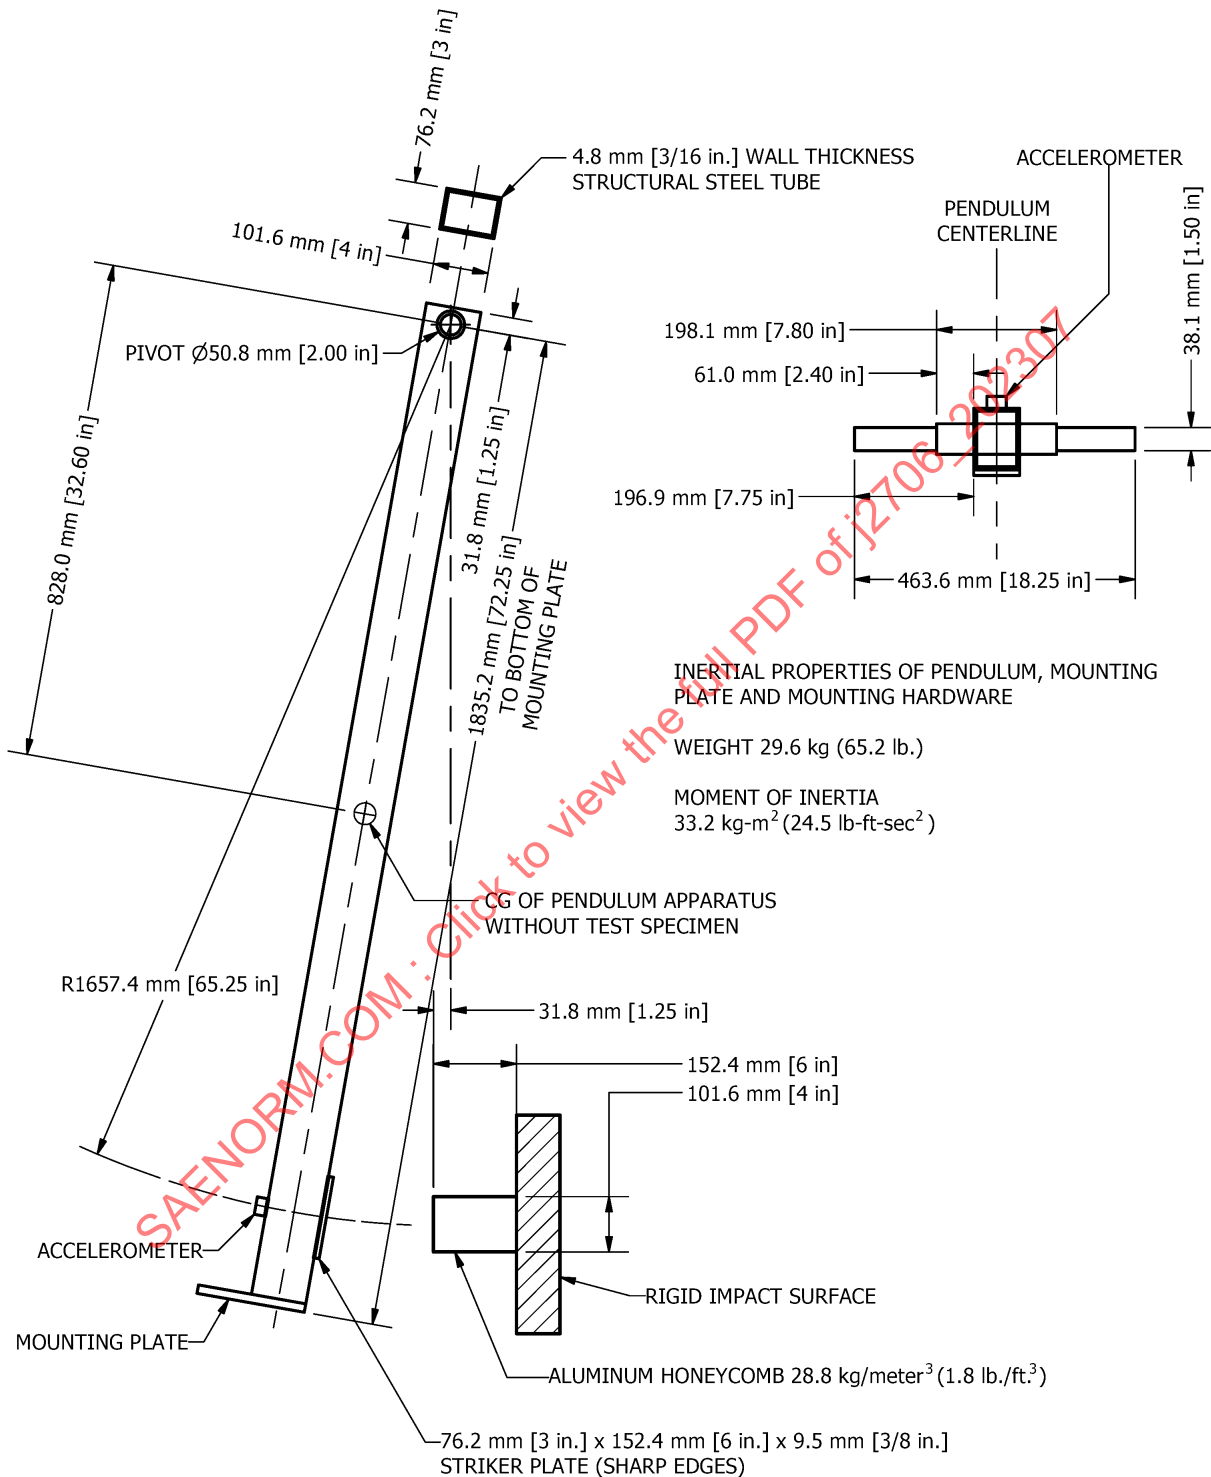 76.2 mm [3 in]
4.8 mm [3/16 in.] WALL THICKNESS
STRUCTURAL STEEL TUBE
101.6 mm [4 in]
PIVOT Ø50.8 mm [2.00 in]
828.0 mm [32.60 in]
31.8 mm [1.25 in]
1835.2 mm [72.25 in]
TO BOTTOM OF
MOUNTING PLATE
ACCELEROMETER
PENDULUM
CENTERLINE
198.1 mm [7.80 in]
61.0 mm [2.40 in]
38.1 mm [1.50 in]
196.9 mm [7.75 in]
463.6 mm [18.25 in]
INERTIAL PROPERTIES OF PENDULUM, MOUNTING
PLATE AND MOUNTING HARDWARE
WEIGHT 29.6 kg (65.2 lb.)
MOMENT OF INERTIA
33.2 kg-m² (24.5 lb-ft-sec²)
CG OF PENDULUM APPARATUS
WITHOUT TEST SPECIMEN
R1657.4 mm [65.25 in]
31.8 mm [1.25 in]
152.4 mm [6 in]
101.6 mm [4 in]
ACCELEROMETER
RIGID IMPACT SURFACE
MOUNTING PLATE
ALUMINUM HONEYCOMB 28.8 kg/meter³ (1.8 lb./ft.³)
76.2 mm [3 in.] x 152.4 mm [6 in.] x 9.5 mm [3/8 in.]
STRIKER PLATE (SHARP EDGES)
SAENORM.COM : Click to view the full PDF of j2706_202307